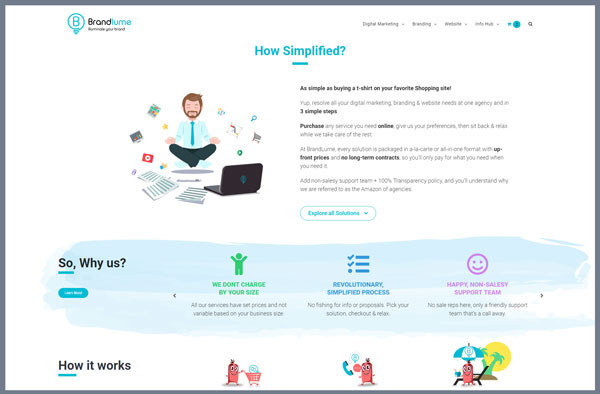 Brandlume
Illuminate your brand
Digital Marketing
Branding
Website
Info Hub
How Simplified?
As simple as buying a t-shirt on your favorite Shopping site!
Yup, resolve all your digital marketing, branding & website needs at one agency and in
3 simple steps
Purchase any service you need online, give us your preferences, then sit back & relax
while we take care of the rest.
At BrandLume, every solution is packaged in a-la-carte or all-in-one format with up-
front prices and no long-term contracts, so you'll only pay for what you need when
you need it.
Add non-salesy support team + 100% Transparency policy, and you'll understand why
we are referred to as the Amazon of agencies.
Explore all Solutions
So, Why us?
Learn More
WE DONT CHARGE
BY YOUR SIZE
All our services have set prices and not
variable based on your business size.
REVOLUTIONARY,
SIMPLIFIED PROCESS
No fishing for info or proposals. Pick your
solution, checkout & relax.
HAPPY, NON-SALESY
SUPPORT TEAM
No sale reps here, only a friendly support
team that's a call away.
How it works